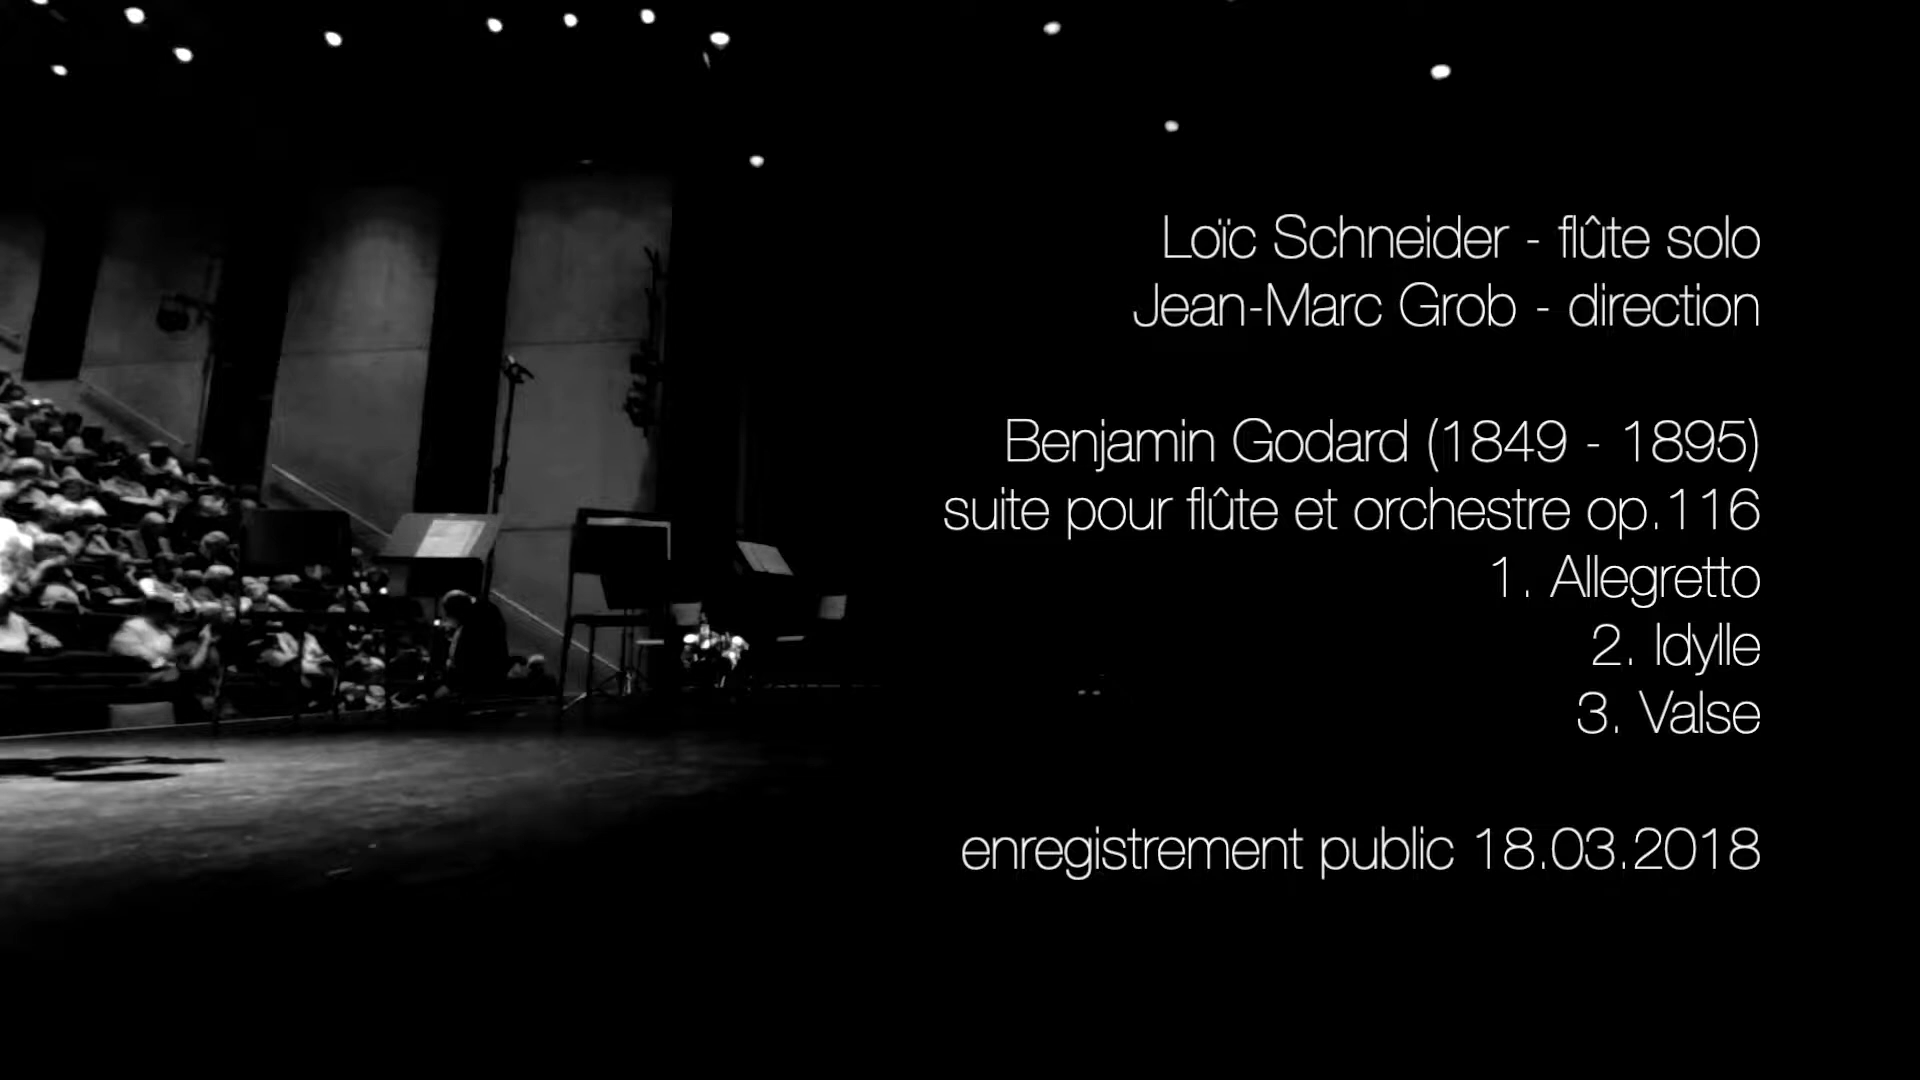 Loïc Schneider - flûte solo
Jean-Marc Grob - direction
Benjamin Godard (1849 - 1895)
suite pour flûte et orchestre op.116
1. Allegretto
2. Idylle
3. Valse
enregistrement public 18.03.2018